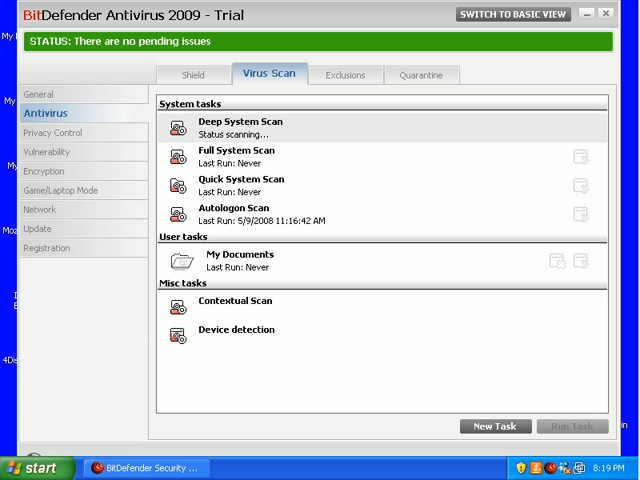 BitDefender Antivirus 2009 - Trial
SWITCH TO BASIC VIEW
STATUS: There are no pending issues
Shield
Virus Scan
Exclusions
Quarantine
General
Antivirus
Privacy Control
Vulnerability
Encryption
Game/Laptop Mode
Network
Update
Registration
System tasks
Deep System Scan
Status scanning...
Full System Scan
Last Run: Never
Quick System Scan
Last Run: Never
Autologon Scan
Last Run: 5/9/2008 11:16:42 AM
User tasks
My Documents
Last Run: Never
Misc tasks
Contextual Scan
Device detection
New Task
Run Task
My
My
My
4Dis
start
BitDefender Security ...
8:19 PM